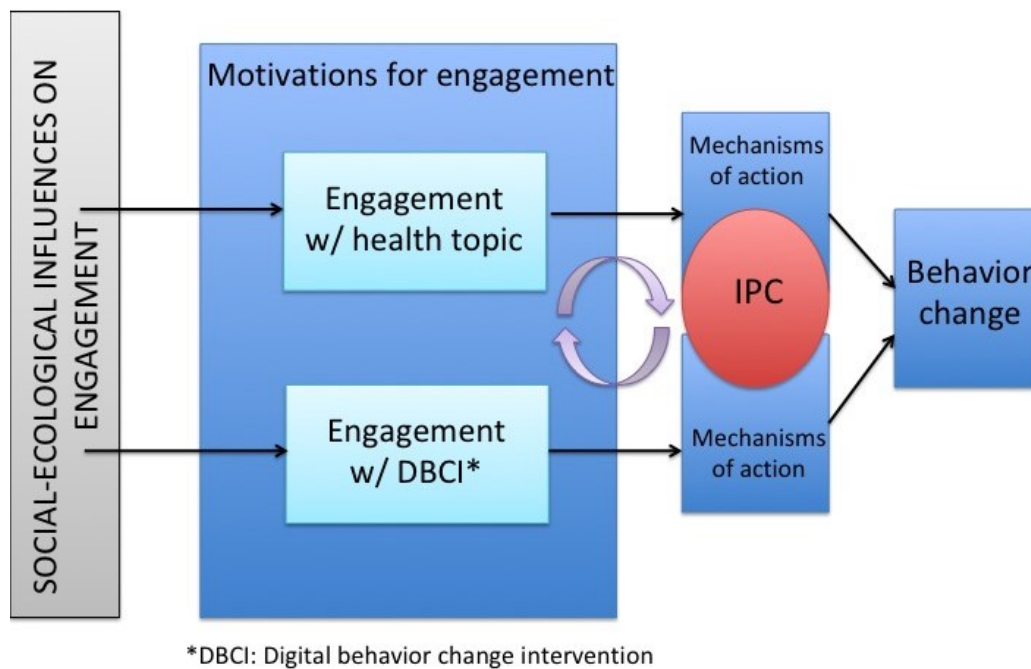 SOCIAL-ECOLOGICAL INFLUENCES ON
ENGAGEMENT
Motivations for engagement
Engagement
w/ health topic
Engagement
w/ DBCI*
Mechanisms
of action
IPC
Mechanisms
of action
Behavior
change
*DBCI: Digital behavior change intervention